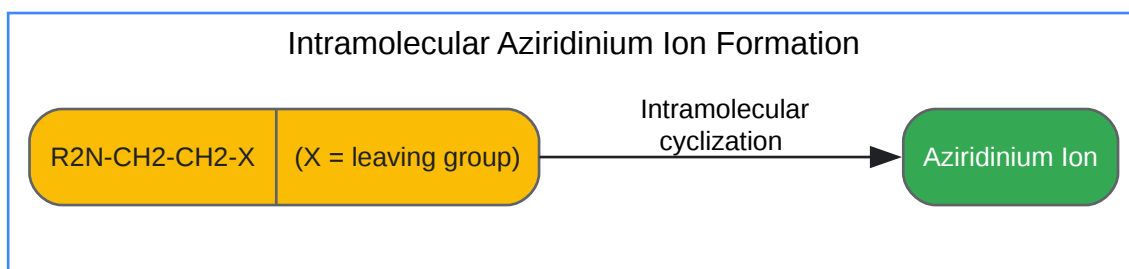 Intramolecular Aziridinium Ion Formation
R2N-CH2-CH2-X
(X = leaving group)
Intramolecular
cyclization
Aziridinium Ion